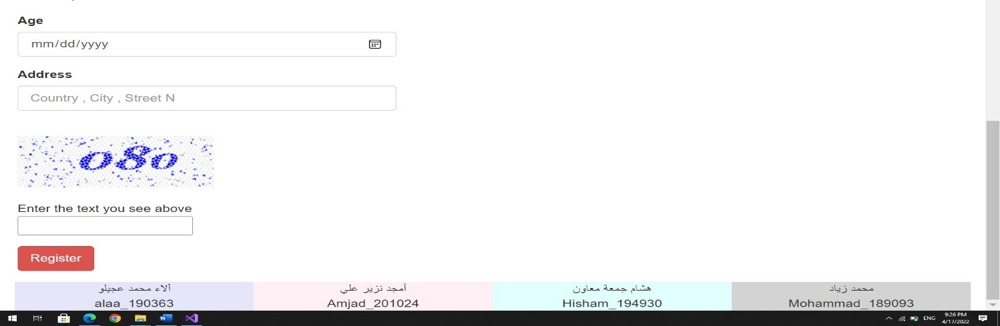 Age
mm/dd/yyyy
Address
Country , City , Street N
o8o
Enter the text you see above
Register
آلاء محمد عجيلو
alaa_190363
أمجد نزير علي
Amjad_201024
هشام جمعة معاون
Hisham_194930
محمد زياد
Mohammad_189093
ENG
9:26 PM
4/17/2022